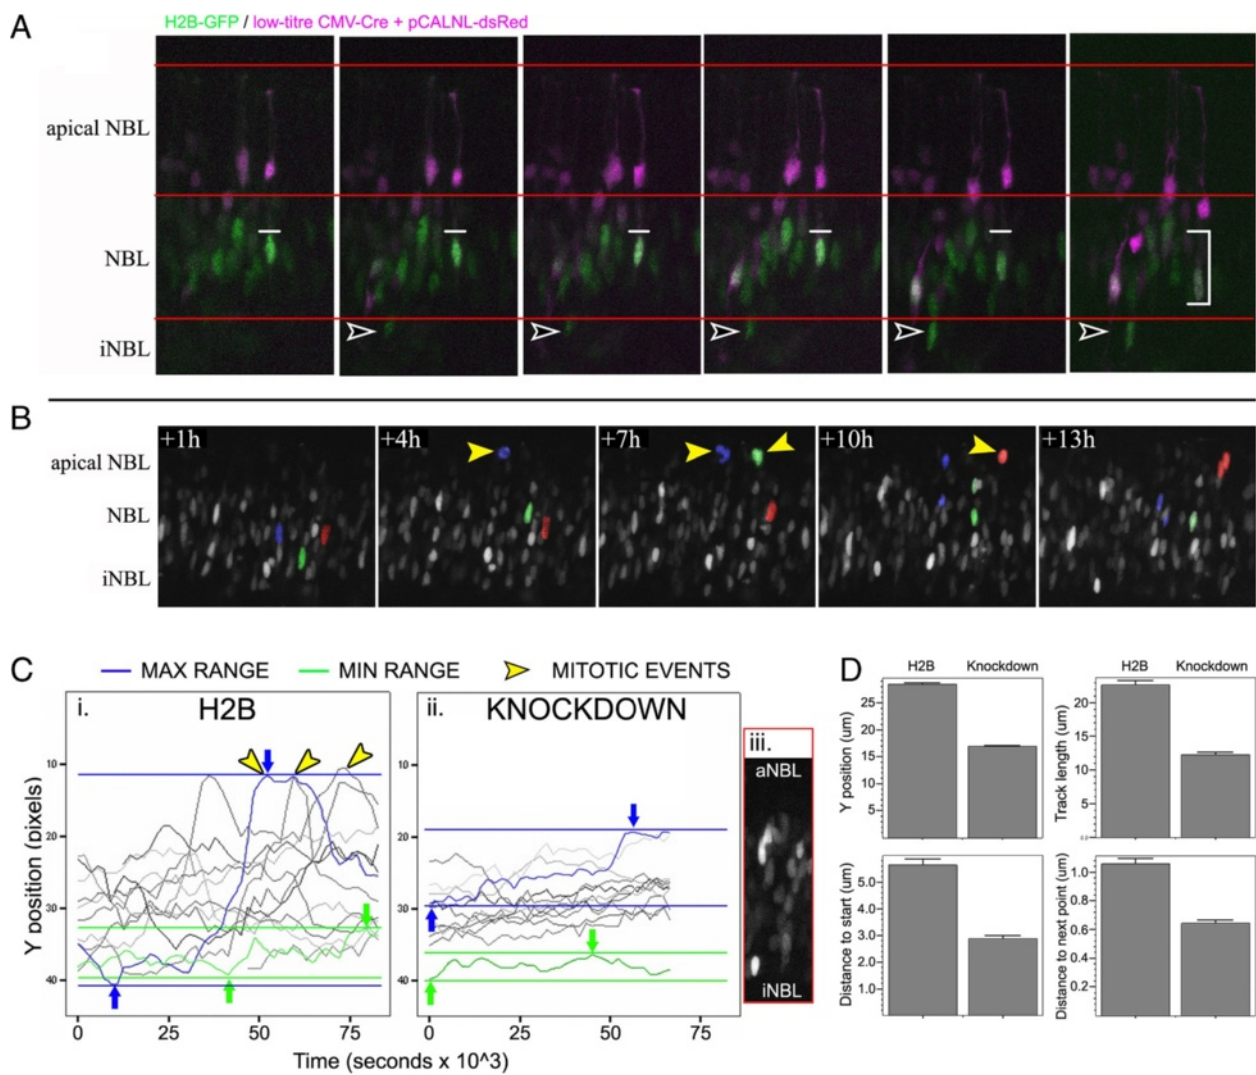 A
H2B-GFP / low-titre CMV-Cre + pCALNL-dsRed
apical NBL
NBL
iNBL
B
+1h +4h +7h +10h +13h
apical NBL
NBL
iNBL
C
MAX RANGE MIN RANGE MITOTIC EVENTS
i. H2B
ii. KNOCKDOWN
iii.
aNBL
iNBL
Y position (pixels)
10
20
30
40
10
20
30
40
0 25 50 75
0 25 50 75
Time (seconds x 10^3)
D
H2B Knockdown
Y position (um)
25
20
15
10
5
H2B Knockdown
Track length (um)
20
15
10
5
0
Distance to start (um)
5.0
4.0
3.0
2.0
1.0
Distance to next point (um)
1.0
0.8
0.6
0.4
0.2